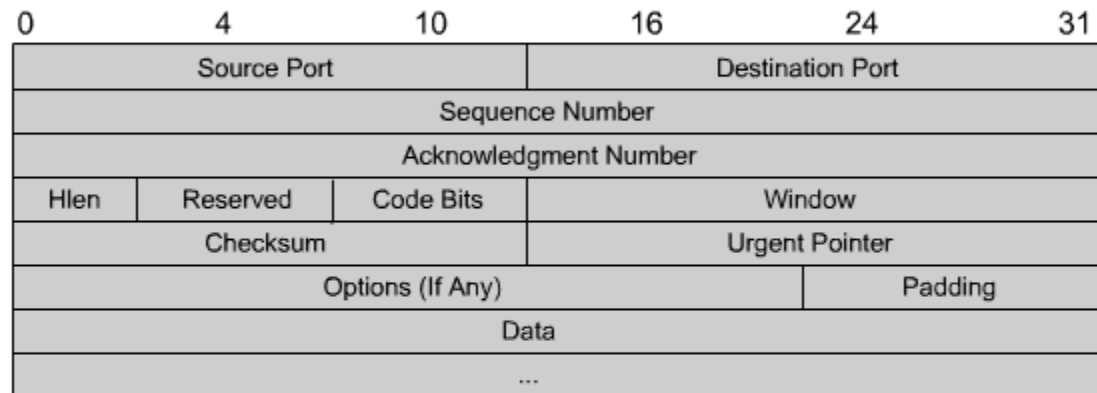 0 4 10 16 24 31
Source Port Destination Port
Sequence Number
Acknowledgment Number
Hlen Reserved Code Bits Window
Checksum Urgent Pointer
Options (If Any) Padding
Data
...